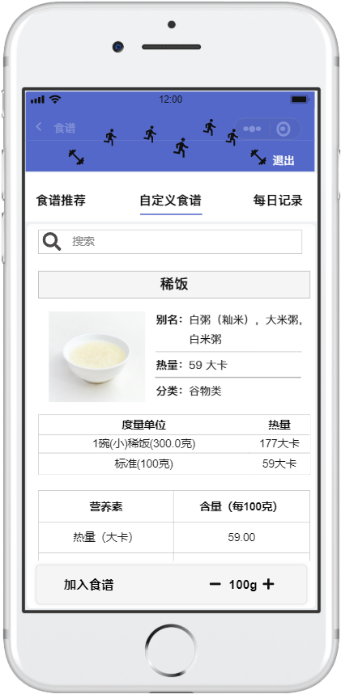 12:00
食谱
退出
食谱推荐 自定义食谱 每日记录
搜索
稀饭
别名：白粥（籼米），大米粥，
白米粥
热量：59 大卡
分类：谷物类
度量单位 热量
1碗(小)稀饭(300.0克) 177大卡
标准(100克) 59大卡
营养素 含量（每100克）
热量（大卡） 59.00
加入食谱 100g